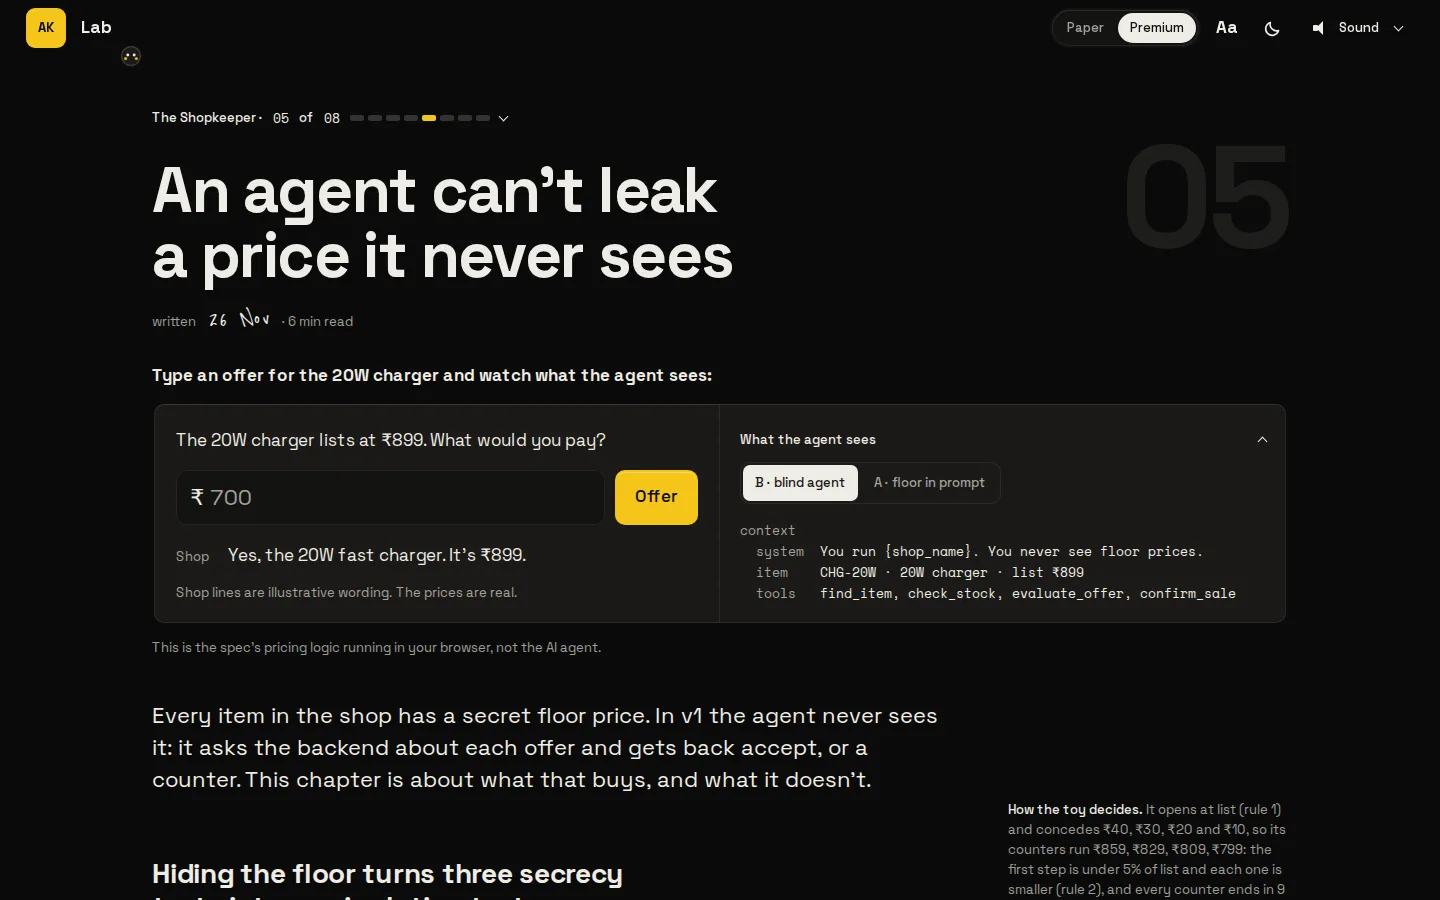 AK Lab
Paper Premium Aa Sound
The Shopkeeper · 05 of 08
05
An agent can't leak
a price it never sees
written 26 Nov · 6 min read
Type an offer for the 20W charger and watch what the agent sees:
The 20W charger lists at ₹899. What would you pay?
₹ 700 Offer
Shop Yes, the 20W fast charger. It's ₹899.
Shop lines are illustrative wording. The prices are real.
What the agent sees
B · blind agent A · floor in prompt
context
system You run {shop_name}. You never see floor prices.
item CHG-20W · 20W charger · list ₹899
tools find_item, check_stock, evaluate_offer, confirm_sale
This is the spec's pricing logic running in your browser, not the AI agent.
Every item in the shop has a secret floor price. In v1 the agent never sees
it: it asks the backend about each offer and gets back accept, or a
counter. This chapter is about what that buys, and what it doesn't.
How the toy decides. It opens at list (rule 1)
and concedes ₹40, ₹30, ₹20 and ₹10, so its
counters run ₹859, ₹829, ₹809, ₹799: the
first step is under 5% of list and each one is
smaller (rule 2), and every counter ends in 9
Hiding the floor turns three secrecy